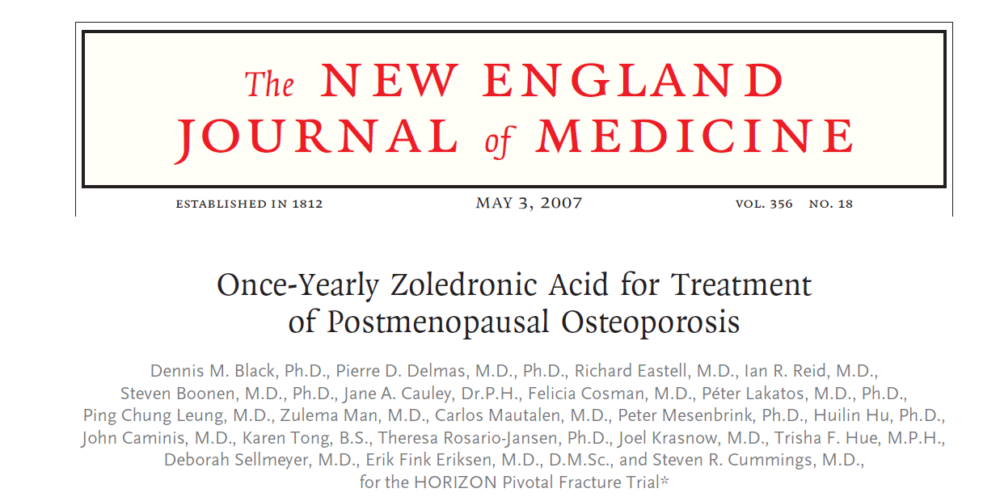 The NEW ENGLAND
JOURNAL of MEDICINE
ESTABLISHED IN 1812 MAY 3, 2007 VOL. 356 NO. 18
Once-Yearly Zoledronic Acid for Treatment
of Postmenopausal Osteoporosis
Dennis M. Black, Ph.D., Pierre D. Delmas, M.D., Ph.D., Richard Eastell, M.D., Ian R. Reid, M.D.,
Steven Boonen, M.D., Ph.D., Jane A. Cauley, Dr.P.H., Felicia Cosman, M.D., Péter Lakatos, M.D., Ph.D.,
Ping Chung Leung, M.D., Zulema Man, M.D., Carlos Mautalen, M.D., Peter Mesenbrink, Ph.D., Huilin Hu, Ph.D.,
John Caminis, M.D., Karen Tong, B.S., Theresa Rosario-Jansen, Ph.D., Joel Krasnow, M.D., Trisha F. Hue, M.P.H.,
Deborah Sellmeyer, M.D., Erik Fink Eriksen, M.D., D.M.Sc., and Steven R. Cummings, M.D.,
for the HORIZON Pivotal Fracture Trial*